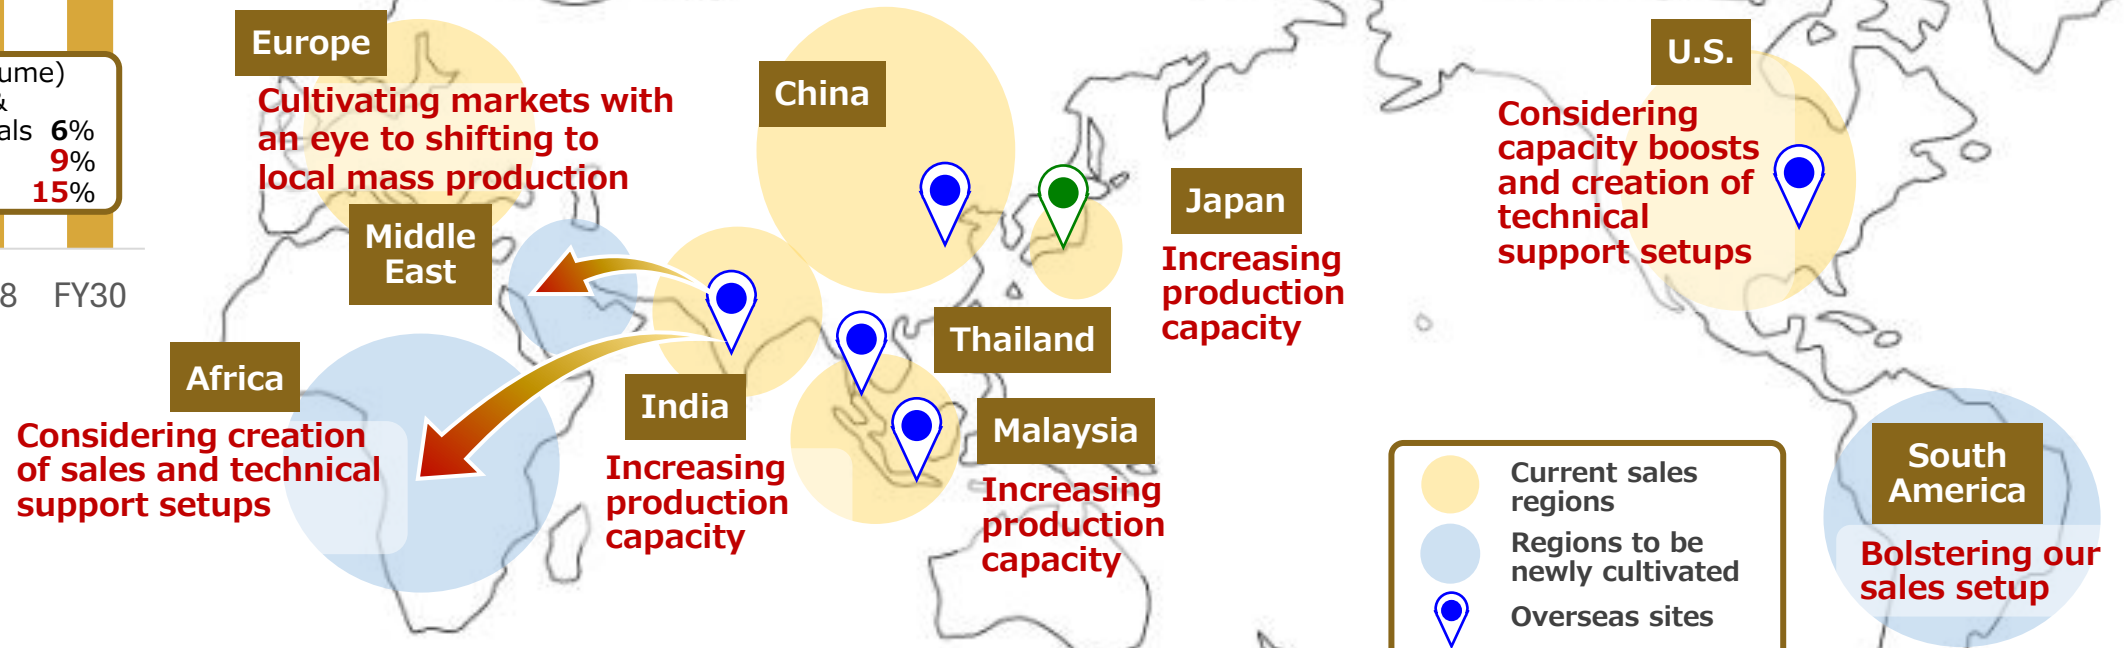 ume)
&
als 6%
9%
15%
8 FY30
Europe
Cultivating markets with
an eye to shifting to
local mass production
Middle
East
Africa
Considering creation
of sales and technical
support setups
China
India
Increasing
production
capacity
Thailand
Malaysia
Increasing
production
capacity
Japan
Increasing
production
capacity
U.S.
Considering
capacity boosts
and creation of
technical
support setups
South
America
Bolstering our
sales setup
Current sales
regions
Regions to be
newly cultivated
Overseas sites